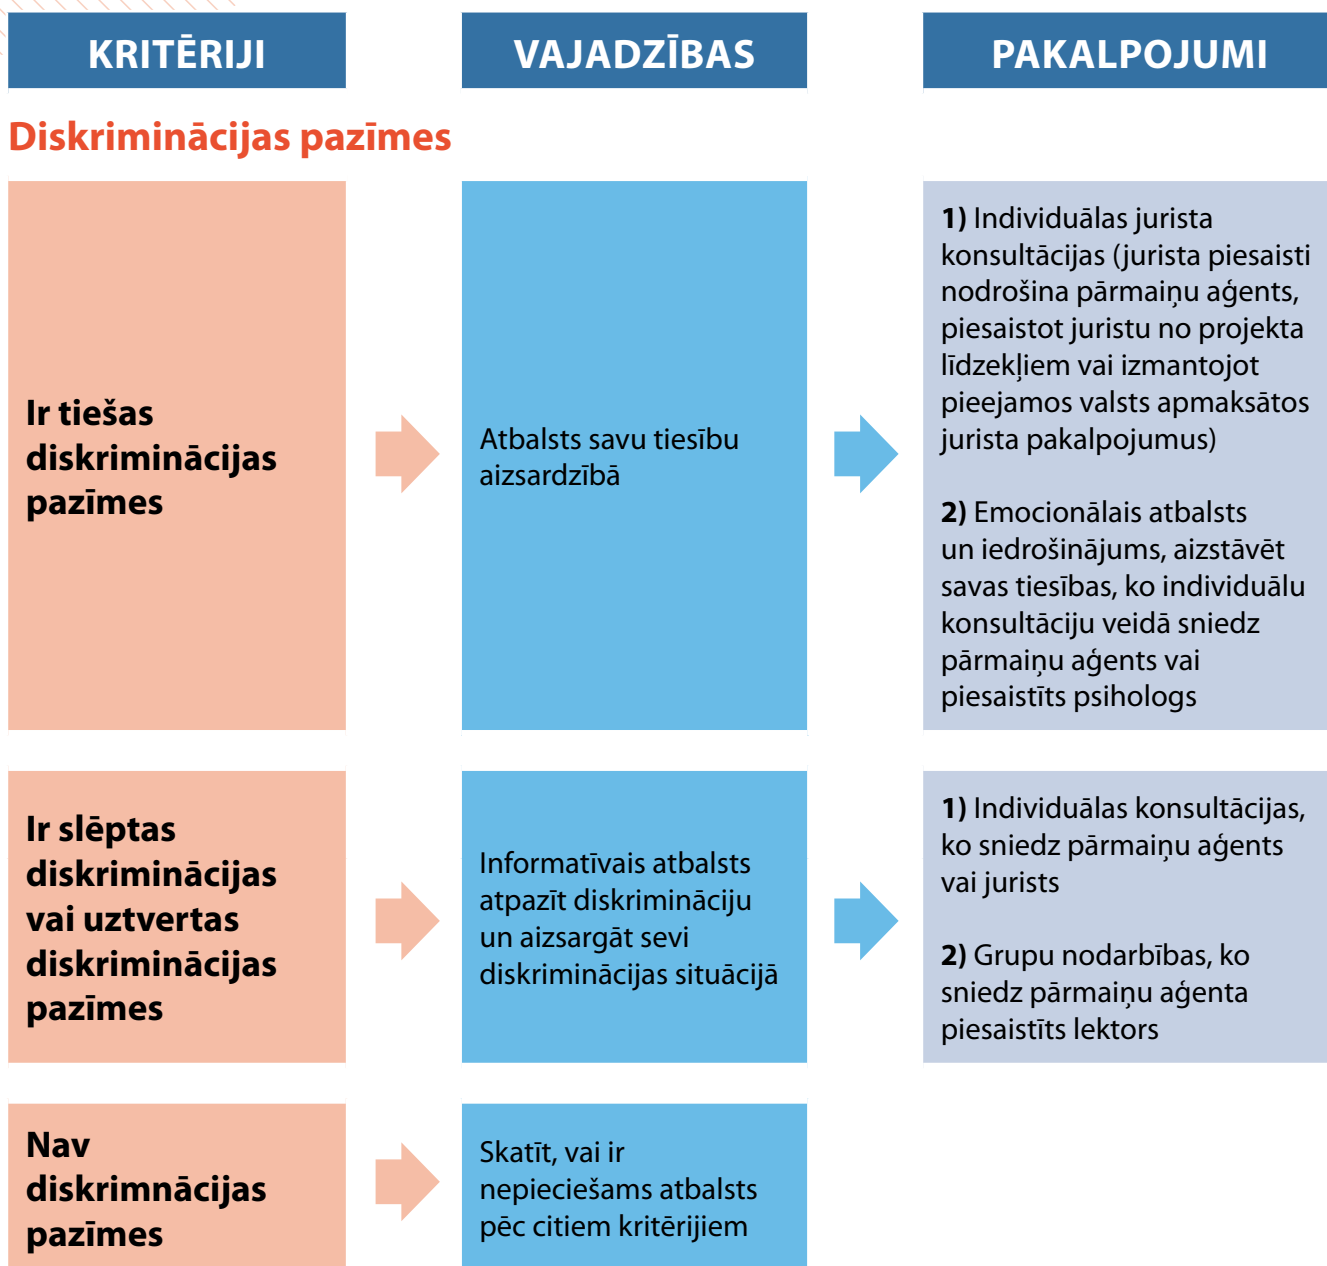 KRITĒRIJI
VAJADZĪBAS
PAKALPOJUMI
Diskriminācijas pazīmes
Ir tiešas
diskriminācijas
pazīmes
Atbalsts savu tiesību
aizsardzībā
1) Individuālas jurista
konsultācijas (jurista piesaisti
nodrošina pārmaiņu aģents,
piesaistot juristu no projekta
līdzekļiem vai izmantojot
pieejamos valsts apmaksātos
jurista pakalpojumus)
2) Emocionālais atbalsts
un iedrošinājums, aizstāvēt
savas tiesības, ko individuālu
konsultāciju veidā sniedz
pārmaiņu aģents vai
piesaistīts psihologs
Ir slēptas
diskriminācijas
vai uztvertas
diskriminācijas
pazīmes
Informatīvais atbalsts
atpazīt diskrimināciju
un aizsargāt sevi
diskriminācijas situācijā
1) Individuālas konsultācijas,
ko sniedz pārmaiņu aģents
vai jurists
2) Grupu nodarbības, ko
sniedz pārmaiņu aģenta
piesaistīts lektors
Nav
diskrimnācijas
pazīmes
Skatīt, vai ir
nepieciešams atbalsts
pēc citiem kritērijiem